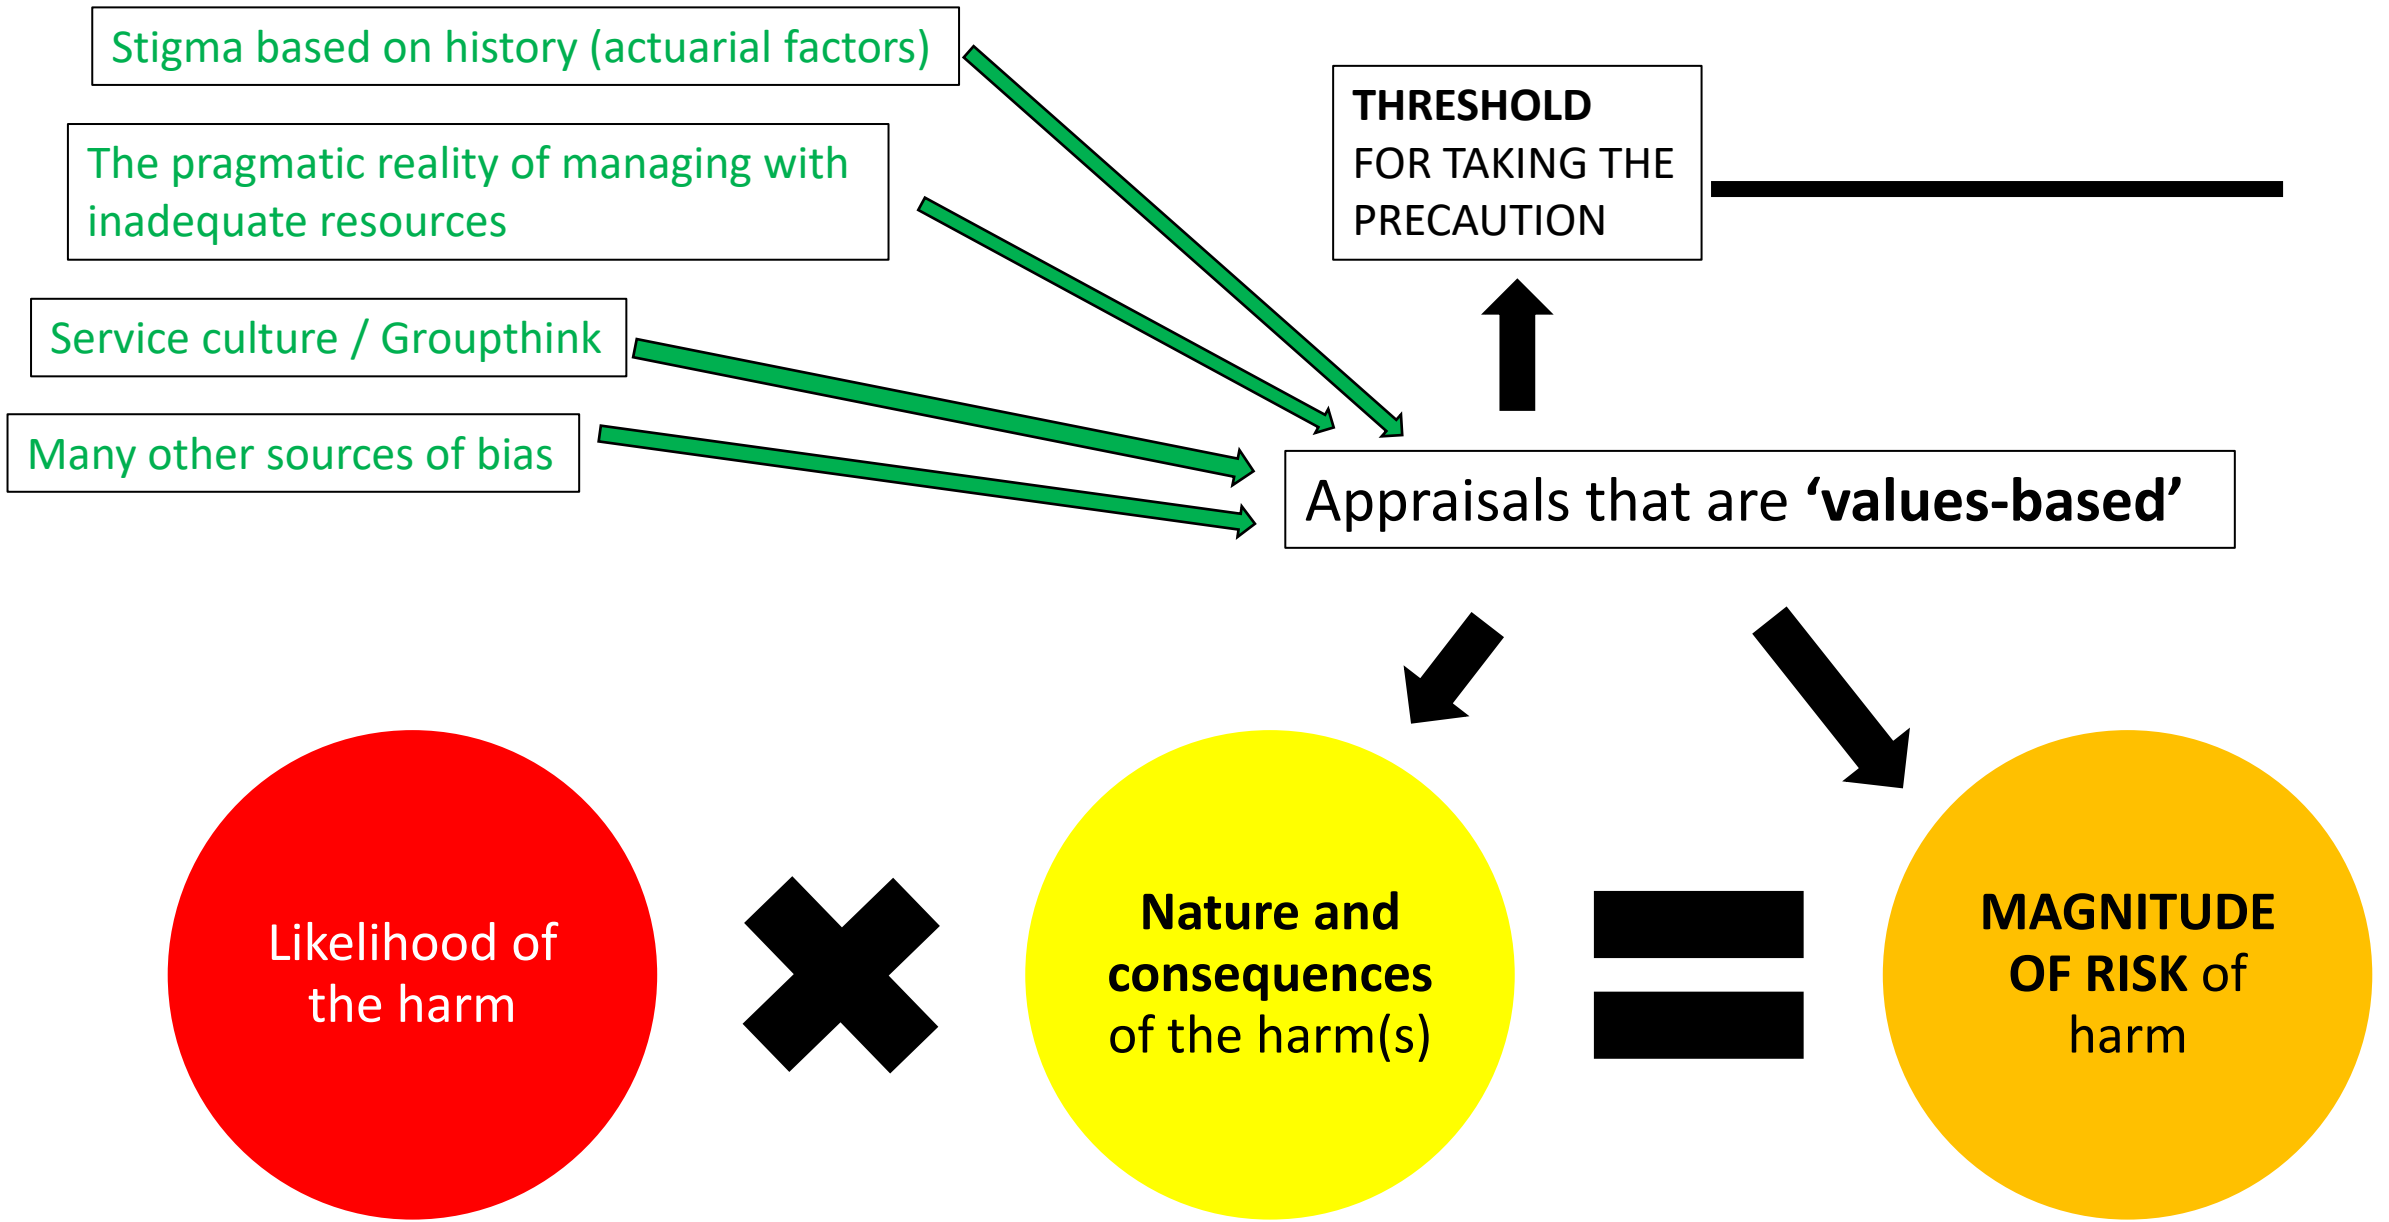 Stigma based on history (actuarial factors)
The pragmatic reality of managing with
inadequate resources
Service culture / Groupthink
Many other sources of bias
THRESHOLD
FOR TAKING THE
PRECAUTION
Appraisals that are ‘values-based’
Likelihood of
the harm
Nature and
consequences
of the harm(s)
MAGNITUDE
OF RISK of
harm